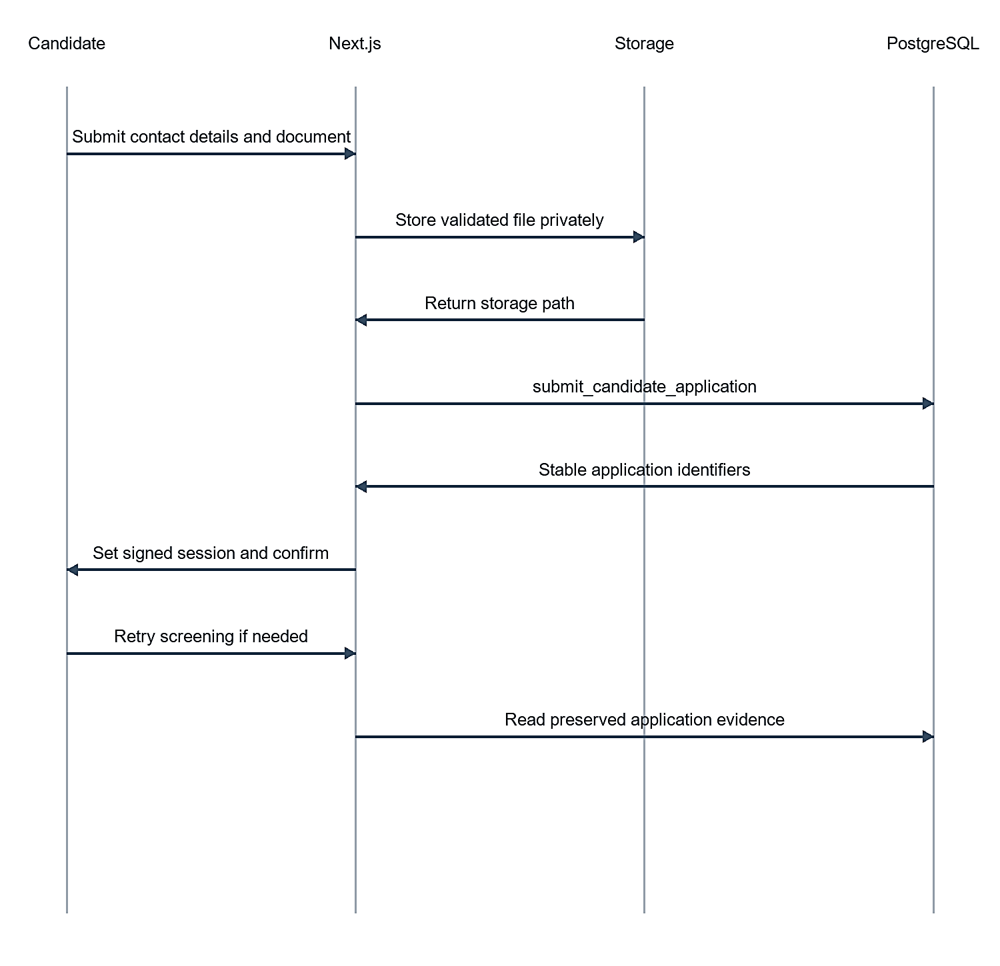 Candidate
Next.js
Storage
PostgreSQL
Submit contact details and document
Store validated file privately
Return storage path
submit_candidate_application
Stable application identifiers
Set signed session and confirm
Retry screening if needed
Read preserved application evidence